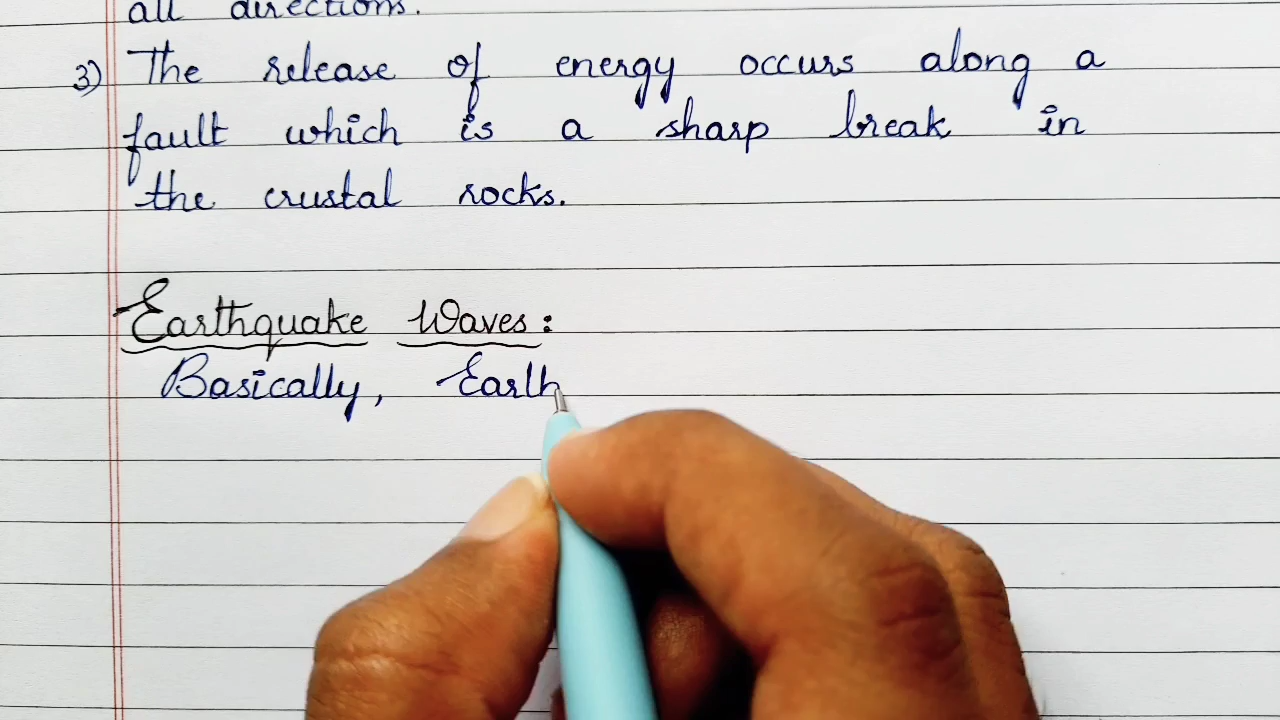 all directions.
3) The release of energy occurs along a
fault which is a sharp break in
the crustal rocks.
Earthquake Waves:
Basically, Earth